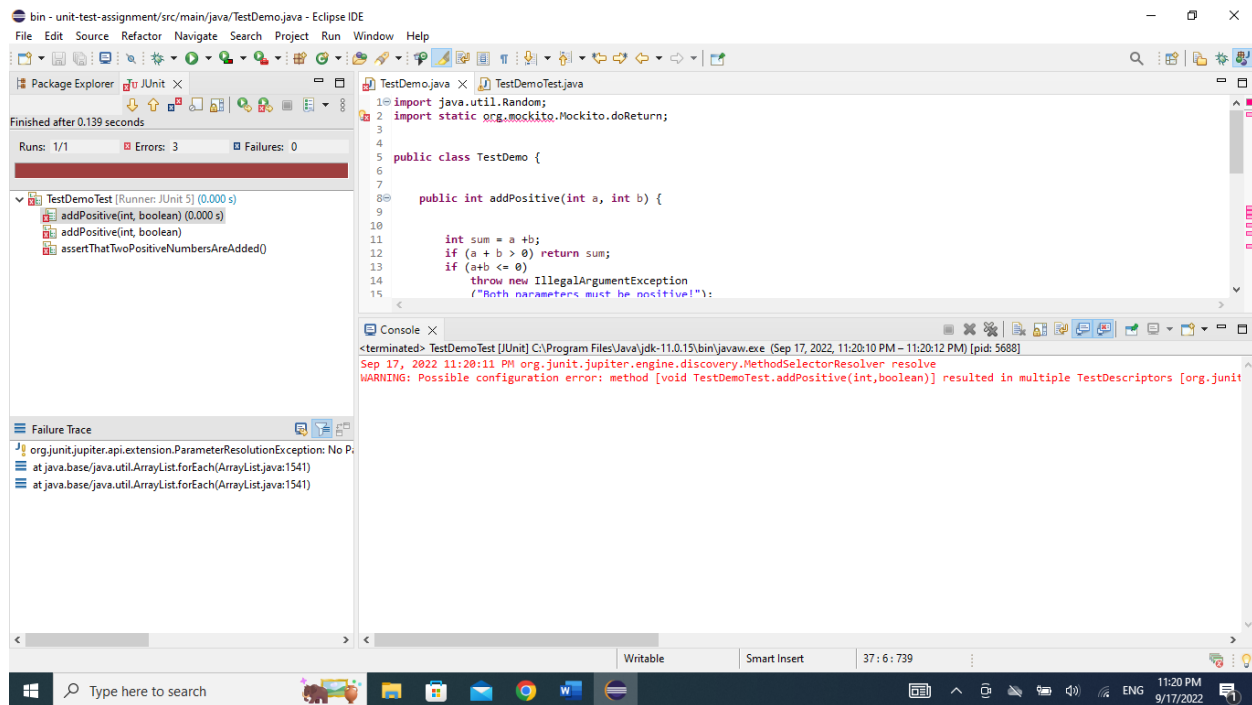 bin - unit-test-assignment/src/main/java/TestDemo.java - Eclipse IDE
File Edit Source Refactor Navigate Search Project Run Window Help
Package Explorer JUnit
Finished after 0.139 seconds
Runs: 1/1 Errors: 3 Failures: 0
TestDemoTest [Runner: JUnit 5] (0.000 s)
addPositive(int, boolean) (0.000 s)
addPositive(int, boolean)
assertThatTwoPositiveNumbersAreAdded()
Failure Trace
org.junit.jupiter.api.extension.ParameterResolutionException: No Pa
at java.base/java.util.ArrayList.forEach(ArrayList.java:1541)
at java.base/java.util.ArrayList.forEach(ArrayList.java:1541)
TestDemo.java TestDemoTest.java
1 import java.util.Random;
2 import static org.mockito.Mockito.doReturn;
3
4
5 public class TestDemo {
6
7
8 public int addPositive(int a, int b) {
9
10
11 int sum = a +b;
12 if (a + b > 0) return sum;
13 if (a+b <= 0)
14 throw new IllegalArgumentException
15 ("Both parameters must be positive!");
Console
<terminated> TestDemoTest [JUnit] C:\Program Files\Java\jdk-11.0.15\bin\javaw.exe (Sep 17, 2022, 11:20:10 PM – 11:20:12 PM) [pid: 5688]
Sep 17, 2022 11:20:11 PM org.junit.jupiter.engine.discovery.MethodSelectorResolver resolve
WARNING: Possible configuration error: method [void TestDemoTest.addPositive(int,boolean)] resulted in multiple TestDescriptors [org.junit
Writable Smart Insert 37 : 6 : 739
Type here to search
ENG
11:20 PM
9/17/2022
1